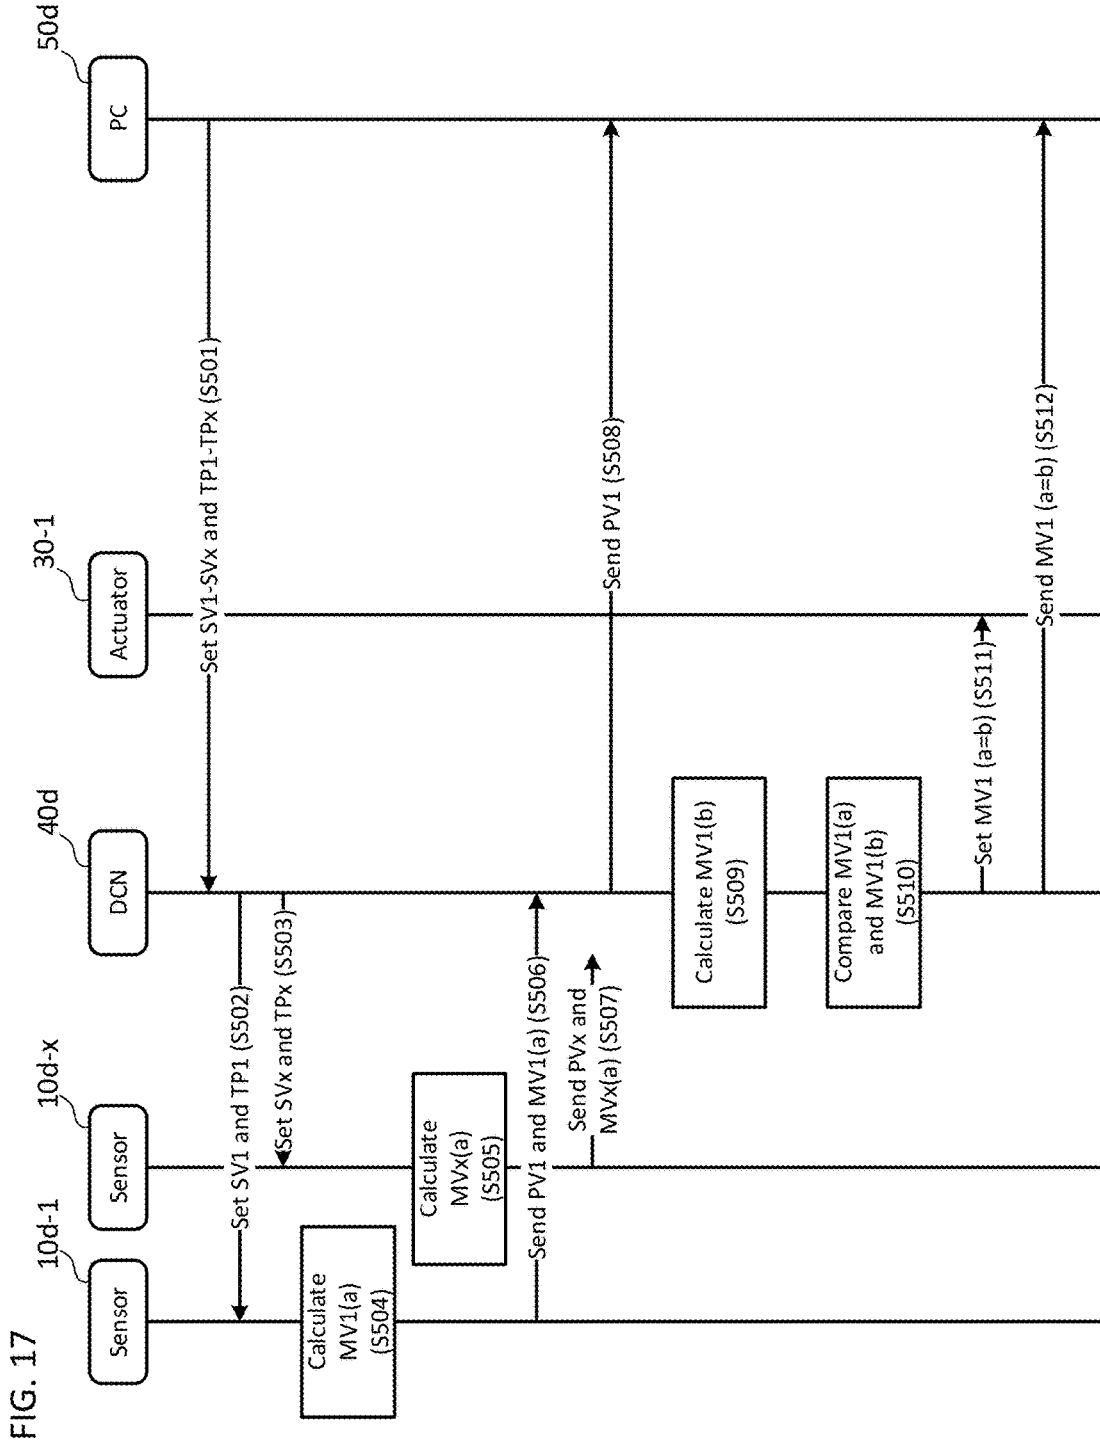 FIG. 17
10d-1
10d-x
40d
30-1
50d
Sensor
Sensor
DCN
Actuator
PC
Set SV1-SVx and TP1-TPx (S501)
Set SV1 and TP1 (S502)
Set SVx and TPx (S503)
Calculate
MV1(a)
(S504)
Calculate
MVx(a)
(S505)
Send PV1 and MV1(a) (S506)
Send PVx and
MVx(a) (S507)
Send PV1 (S508)
Calculate MV1(b)
(S509)
Compare MV1(a)
and MV1(b)
(S510)
Set MV1 (a=b) (S511)
Send MV1 (a=b) (S512)